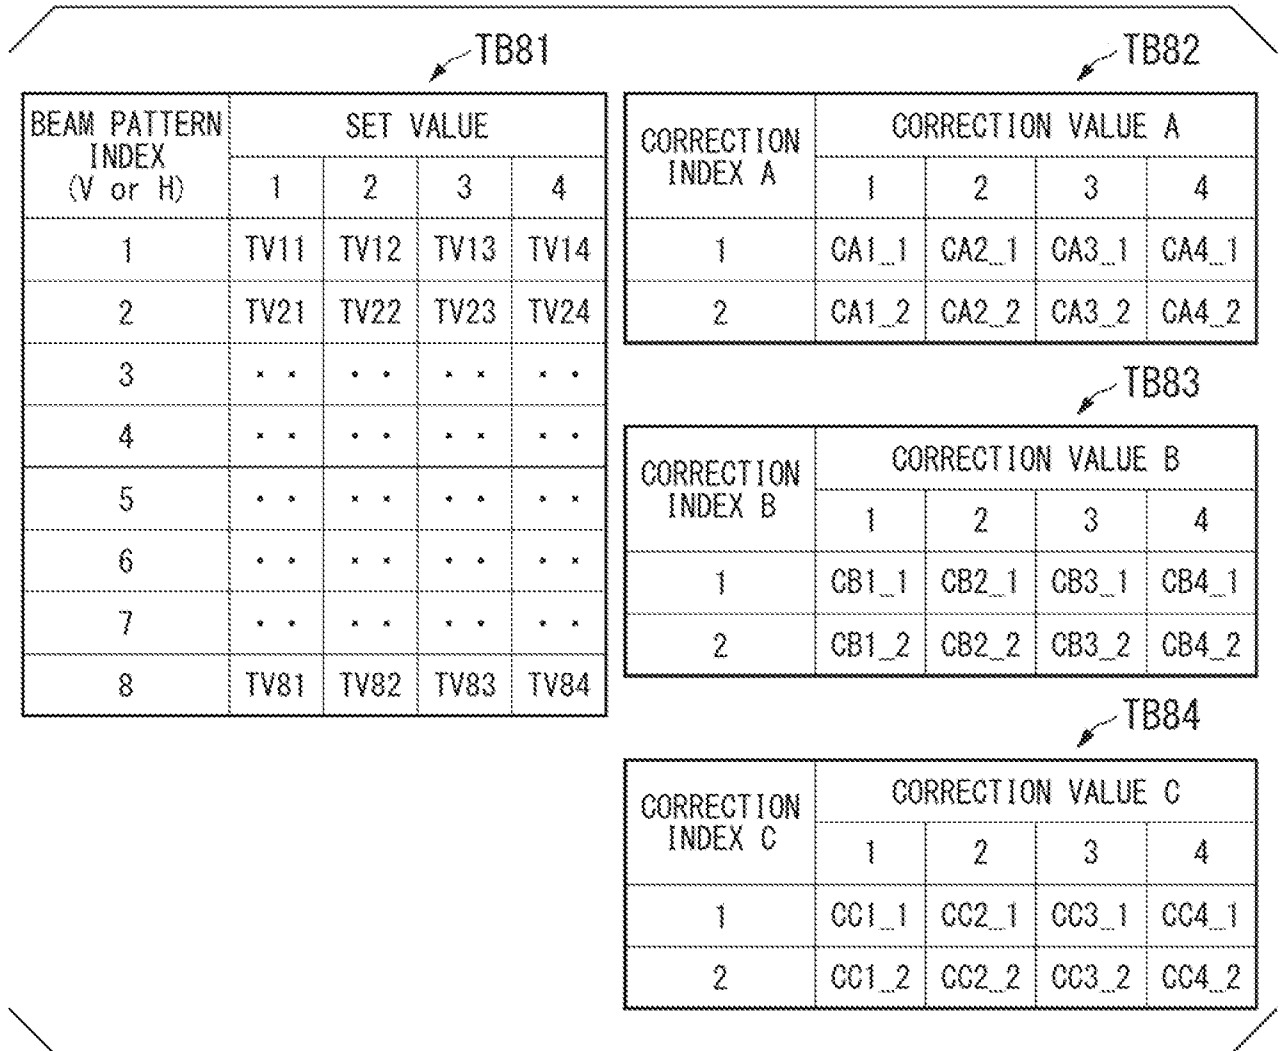 TB81
BEAM PATTERN INDEX (V or H) SET VALUE
1 2 3 4
1 TV11 TV12 TV13 TV14
2 TV21 TV22 TV23 TV24
3 • • • • • • • •
4 • • • • • • • •
5 • • • • • • • •
6 • • • • • • • •
7 • • • • • • • •
8 TV81 TV82 TV83 TV84
TB82
CORRECTION INDEX A CORRECTION VALUE A
1 2 3 4
1 CA1_1 CA2_1 CA3_1 CA4_1
2 CA1_2 CA2_2 CA3_2 CA4_2
TB83
CORRECTION INDEX B CORRECTION VALUE B
1 2 3 4
1 CB1_1 CB2_1 CB3_1 CB4_1
2 CB1_2 CB2_2 CB3_2 CB4_2
TB84
CORRECTION INDEX C CORRECTION VALUE C
1 2 3 4
1 CC1_1 CC2_1 CC3_1 CC4_1
2 CC1_2 CC2_2 CC3_2 CC4_2